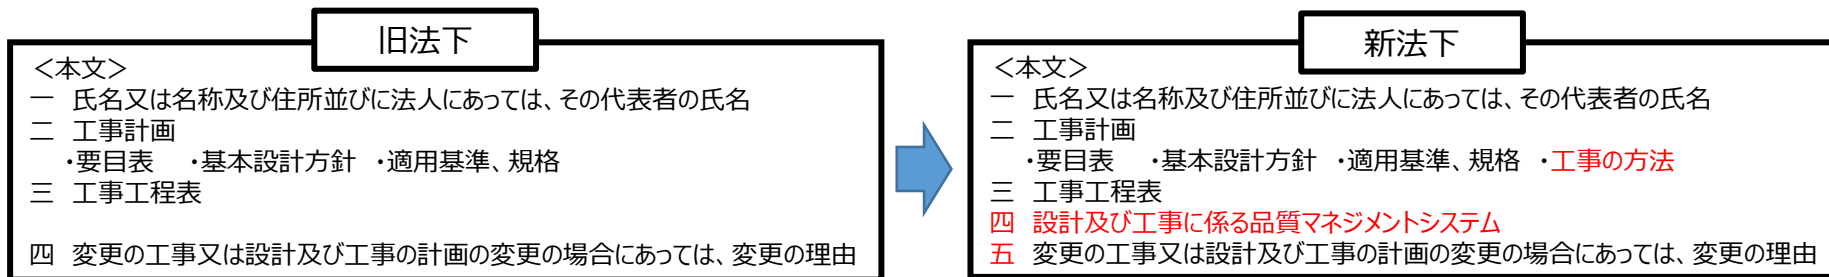 旧法下
<本文>
一 氏名又は名称及び住所並びに法人にあっては、その代表者の氏名
二 工事計画
・要目表 ・基本設計方針 ・適用基準、規格
三 工事工程表
四 変更の工事又は設計及び工事の計画の変更の場合にあっては、変更の理由
新法下
<本文>
一 氏名又は名称及び住所並びに法人にあっては、その代表者の氏名
二 工事計画
・要目表 ・基本設計方針 ・適用基準、規格 ・工事の方法
三 工事工程表
四 設計及び工事に係る品質マネジメントシステム
五 変更の工事又は設計及び工事の計画の変更の場合にあっては、変更の理由